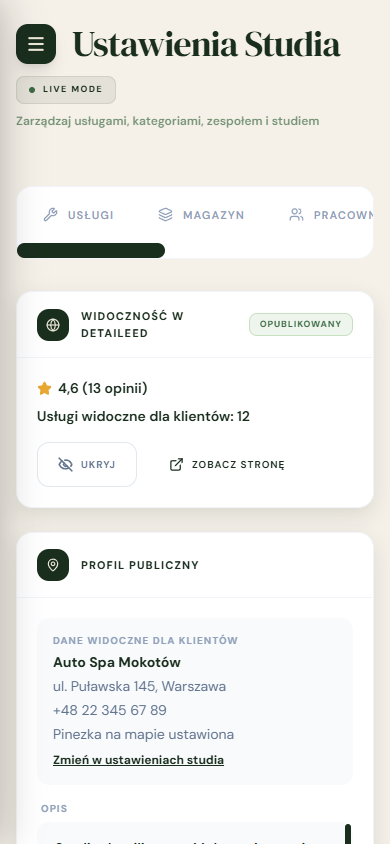 Ustawienia Studia
LIVE MODE
Zarządzaj usługami, kategoriami, zespołem i studiem
USŁUGI
MAGAZYN
PRACOWN
WIDOCZNOŚĆ W
DETAILEED
OPUBLIKOWANY
4,6 (13 opinii)
Usługi widoczne dla klientów: 12
UKRYJ
ZOBACZ STRONĘ
PROFIL PUBLICZNY
DANE WIDOCZNE DLA KLIENTÓW
Auto Spa Mokotów
ul. Puławska 145, Warszawa
+48 22 345 67 89
Pinezka na mapie ustawiona
Zmień w ustawieniach studia
OPIS